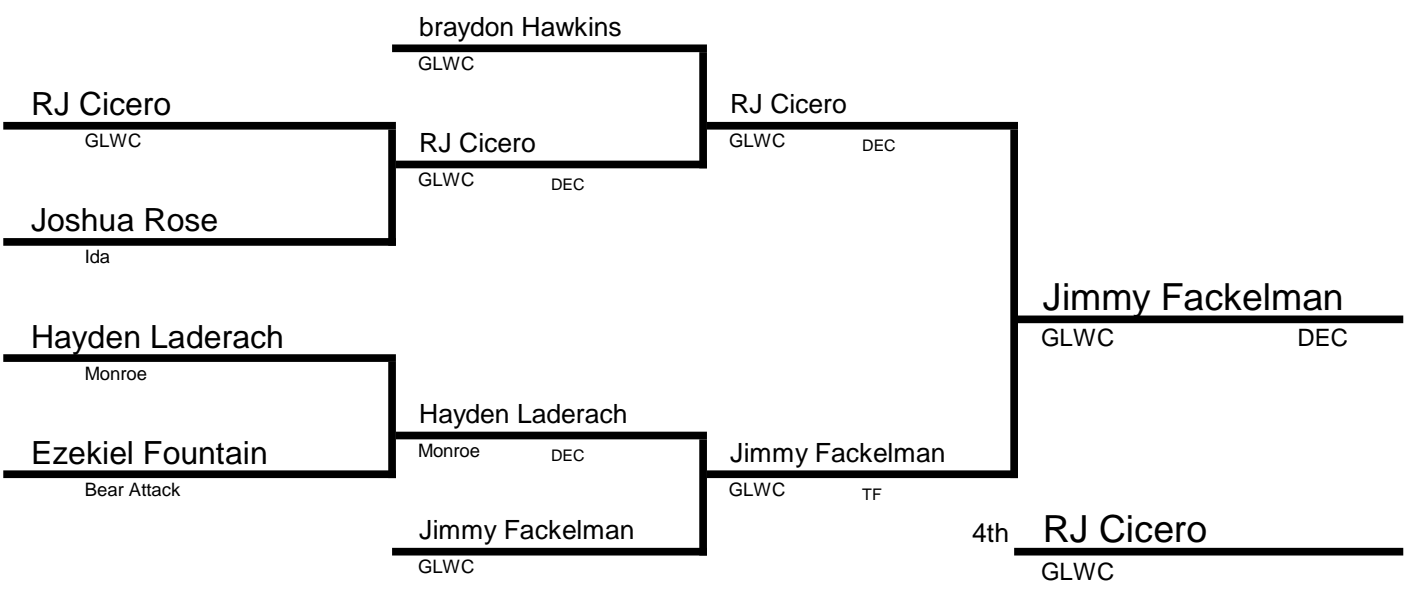 braydon Hawkins
GLWC
RJ Cicero
GLWC
RJ Cicero
GLWC DEC
RJ Cicero
GLWC DEC
Joshua Rose
Ida
Jimmy Fackelman
GLWC DEC
Hayden Laderach
Monroe
Hayden Laderach
Monroe DEC
Ezekiel Fountain
Bear Attack
Jimmy Fackelman
GLWC TF
Jimmy Fackelman
GLWC
4th RJ Cicero
GLWC